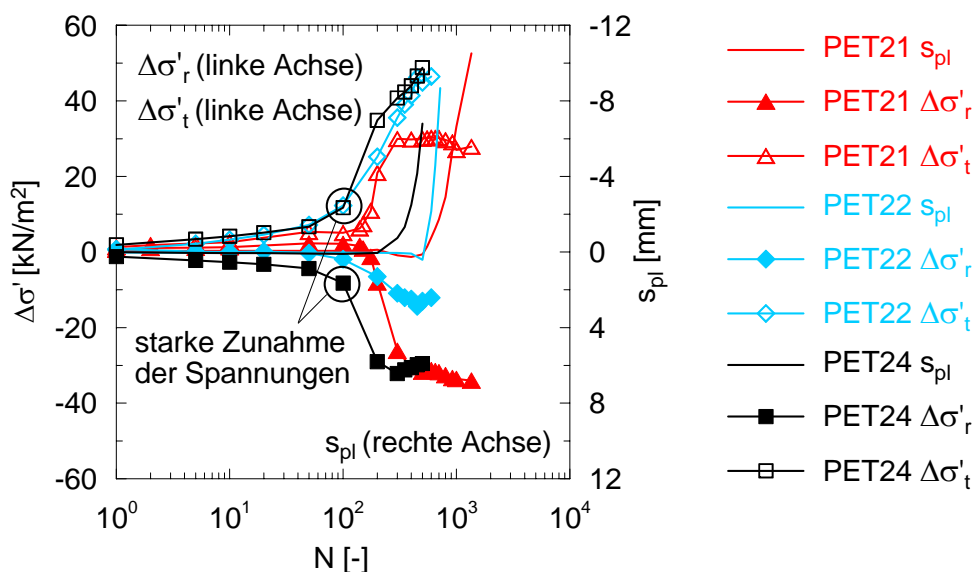 60
40
20
0
-20
-40
-60
Δσ' [kN/m²]
Δσ'r (linke Achse)
Δσ't (linke Achse)
starke Zunahme
der Spannungen
spl (rechte Achse)
-12
-8
-4
0
4
8
12
spl [mm]
10⁰ 10¹ 10² 10³ 10⁴
N [-]
PET21 spl
PET21 Δσ'r
PET21 Δσ't
PET22 spl
PET22 Δσ'r
PET22 Δσ't
PET24 spl
PET24 Δσ'r
PET24 Δσ't